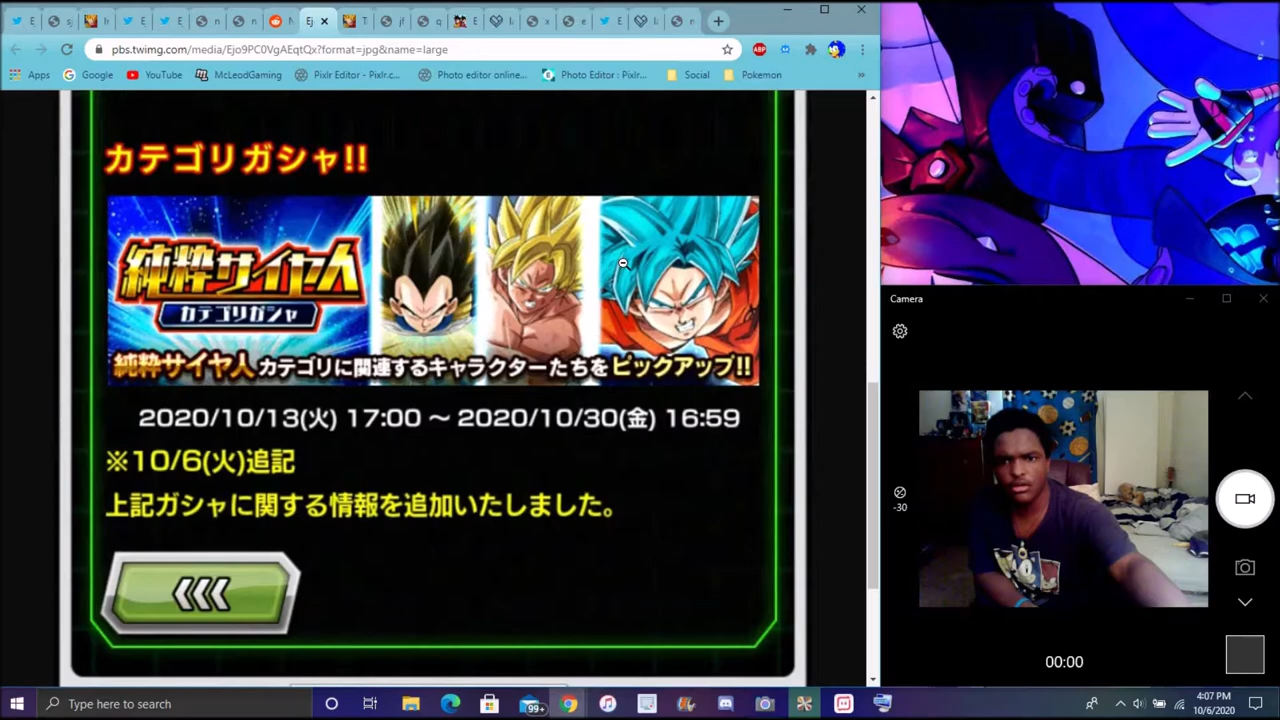 pbs.twimg.com/media/Ejo9PC0VgAEqtQx?format=jpg&name=large
ABP
Apps
Google
YouTube
McLeodGaming
Pixlr Editor - Pixlr.c...
Photo editor online...
Photo Editor : Pixlr...
Social
Pokemon
»
カテゴリガシャ!!
純粋サイヤ人
カテゴリガシャ
純粋サイヤ人カテゴリに関連するキャラクターたちをピックアップ!!
2020/10/13(火) 17:00 ～ 2020/10/30(金) 16:59
※10/6(火)追記
上記ガシャに関する情報を追加いたしました。
Camera
-30
00:00
Type here to search
99+
4:07 PM
10/6/2020